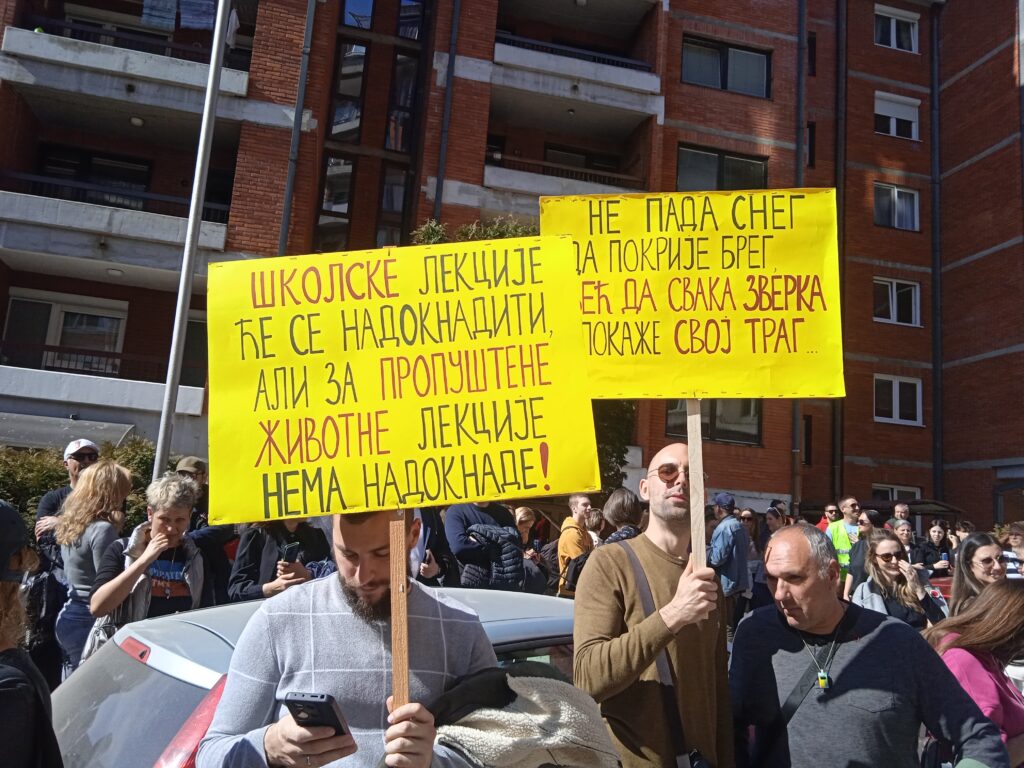 ШКОЛСКЕ ЛЕКЦИЈЕ
ЋЕ СЕ НАДОКНАДИТИ,
АЛИ ЗА ПРОПУШТЕНЕ
ЖИВОТНЕ ЛЕКЦИЈЕ
НЕМА НАДОКНАДЕ!
НЕ ПАДА СНЕГ
ДА ПОКРИЈЕ БРЕГ,
ВЕЋ ДА СВАКА ЗВЕРКА
ПОКАЖЕ СВОЈ ТРАГ...